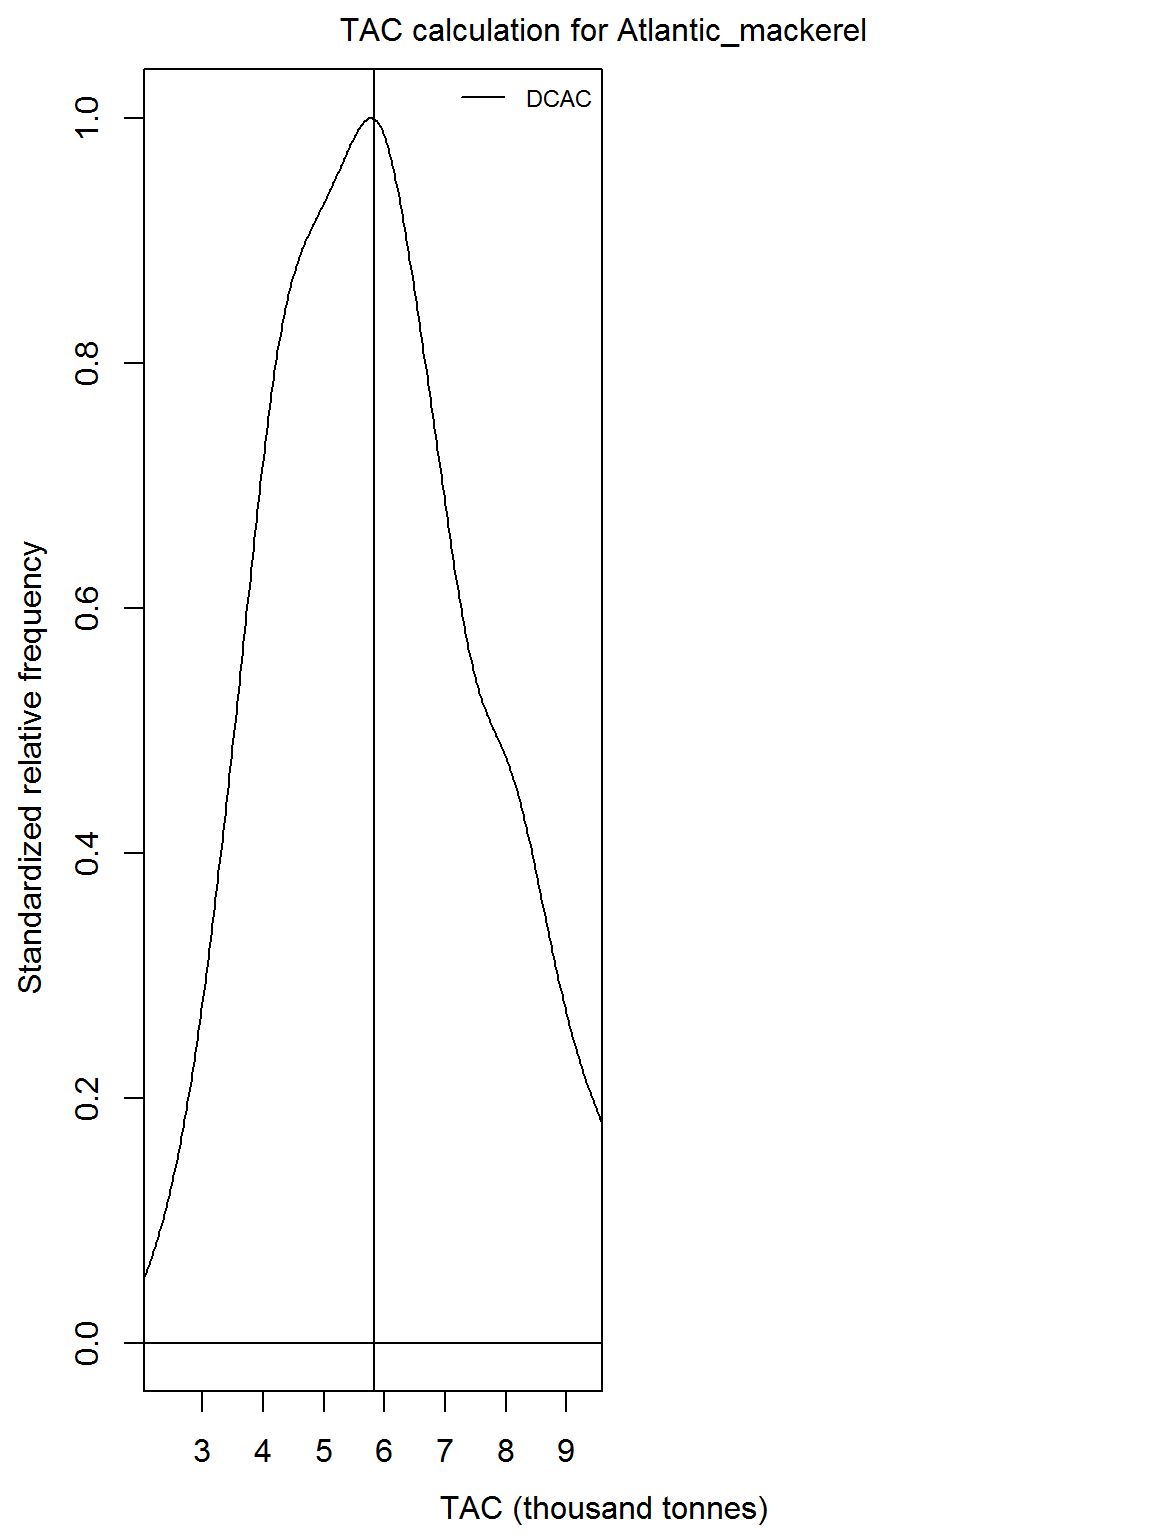 TAC calculation for Atlantic_mackerel
DCAC
Standardized relative frequency
1.0
0.8
0.6
0.4
0.2
0.0
3 4 5 6 7 8 9
TAC (thousand tonnes)